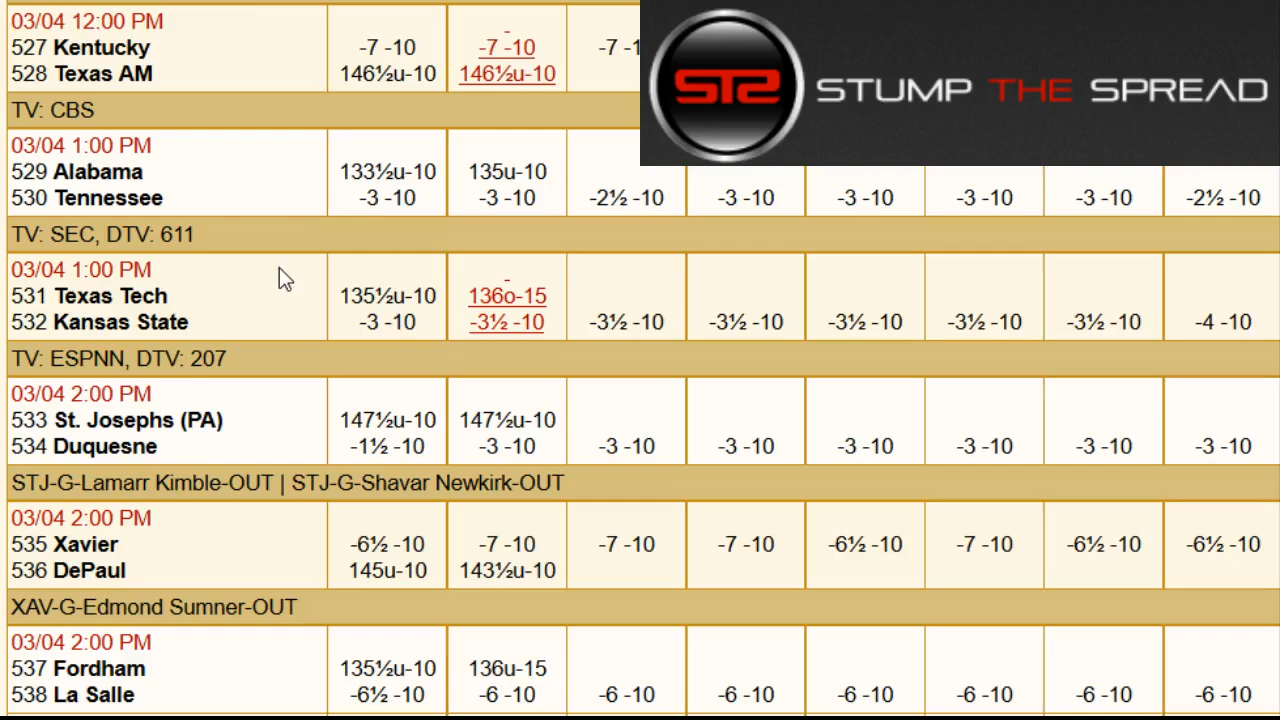 03/04 12:00 PM
527 Kentucky -7 -10 -7 -10
528 Texas AM 146½u-10 146½u-10
STS STUMP THE SPREAD
TV: CBS
03/04 1:00 PM
529 Alabama 133½u-10 135u-10
530 Tennessee -3 -10 -3 -10 -2½ -10 -3 -10 -3 -10 -3 -10 -3 -10 -2½ -10
TV: SEC, DTV: 611
03/04 1:00 PM
531 Texas Tech 135½u-10 136o-15
532 Kansas State -3 -10 -3½ -10 -3½ -10 -3½ -10 -3½ -10 -3½ -10 -3½ -10 -4 -10
TV: ESPNN, DTV: 207
03/04 2:00 PM
533 St. Josephs (PA) 147½u-10 147½u-10
534 Duquesne -1½ -10 -3 -10 -3 -10 -3 -10 -3 -10 -3 -10 -3 -10 -3 -10
STJ-G-Lamarr Kimble-OUT | STJ-G-Shavar Newkirk-OUT
03/04 2:00 PM
535 Xavier -6½ -10 -7 -10 -7 -10 -7 -10 -6½ -10 -7 -10 -6½ -10 -6½ -10
536 DePaul 145u-10 143½u-10
XAV-G-Edmond Sumner-OUT
03/04 2:00 PM
537 Fordham 135½u-10 136u-15
538 La Salle -6½ -10 -6 -10 -6 -10 -6 -10 -6 -10 -6 -10 -6 -10 -6 -10